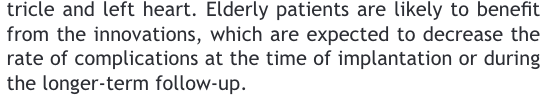 tricle and left heart. Elderly patients are likely to benefit
from the innovations, which are expected to decrease the
rate of complications at the time of implantation or during
the longer-term follow-up.